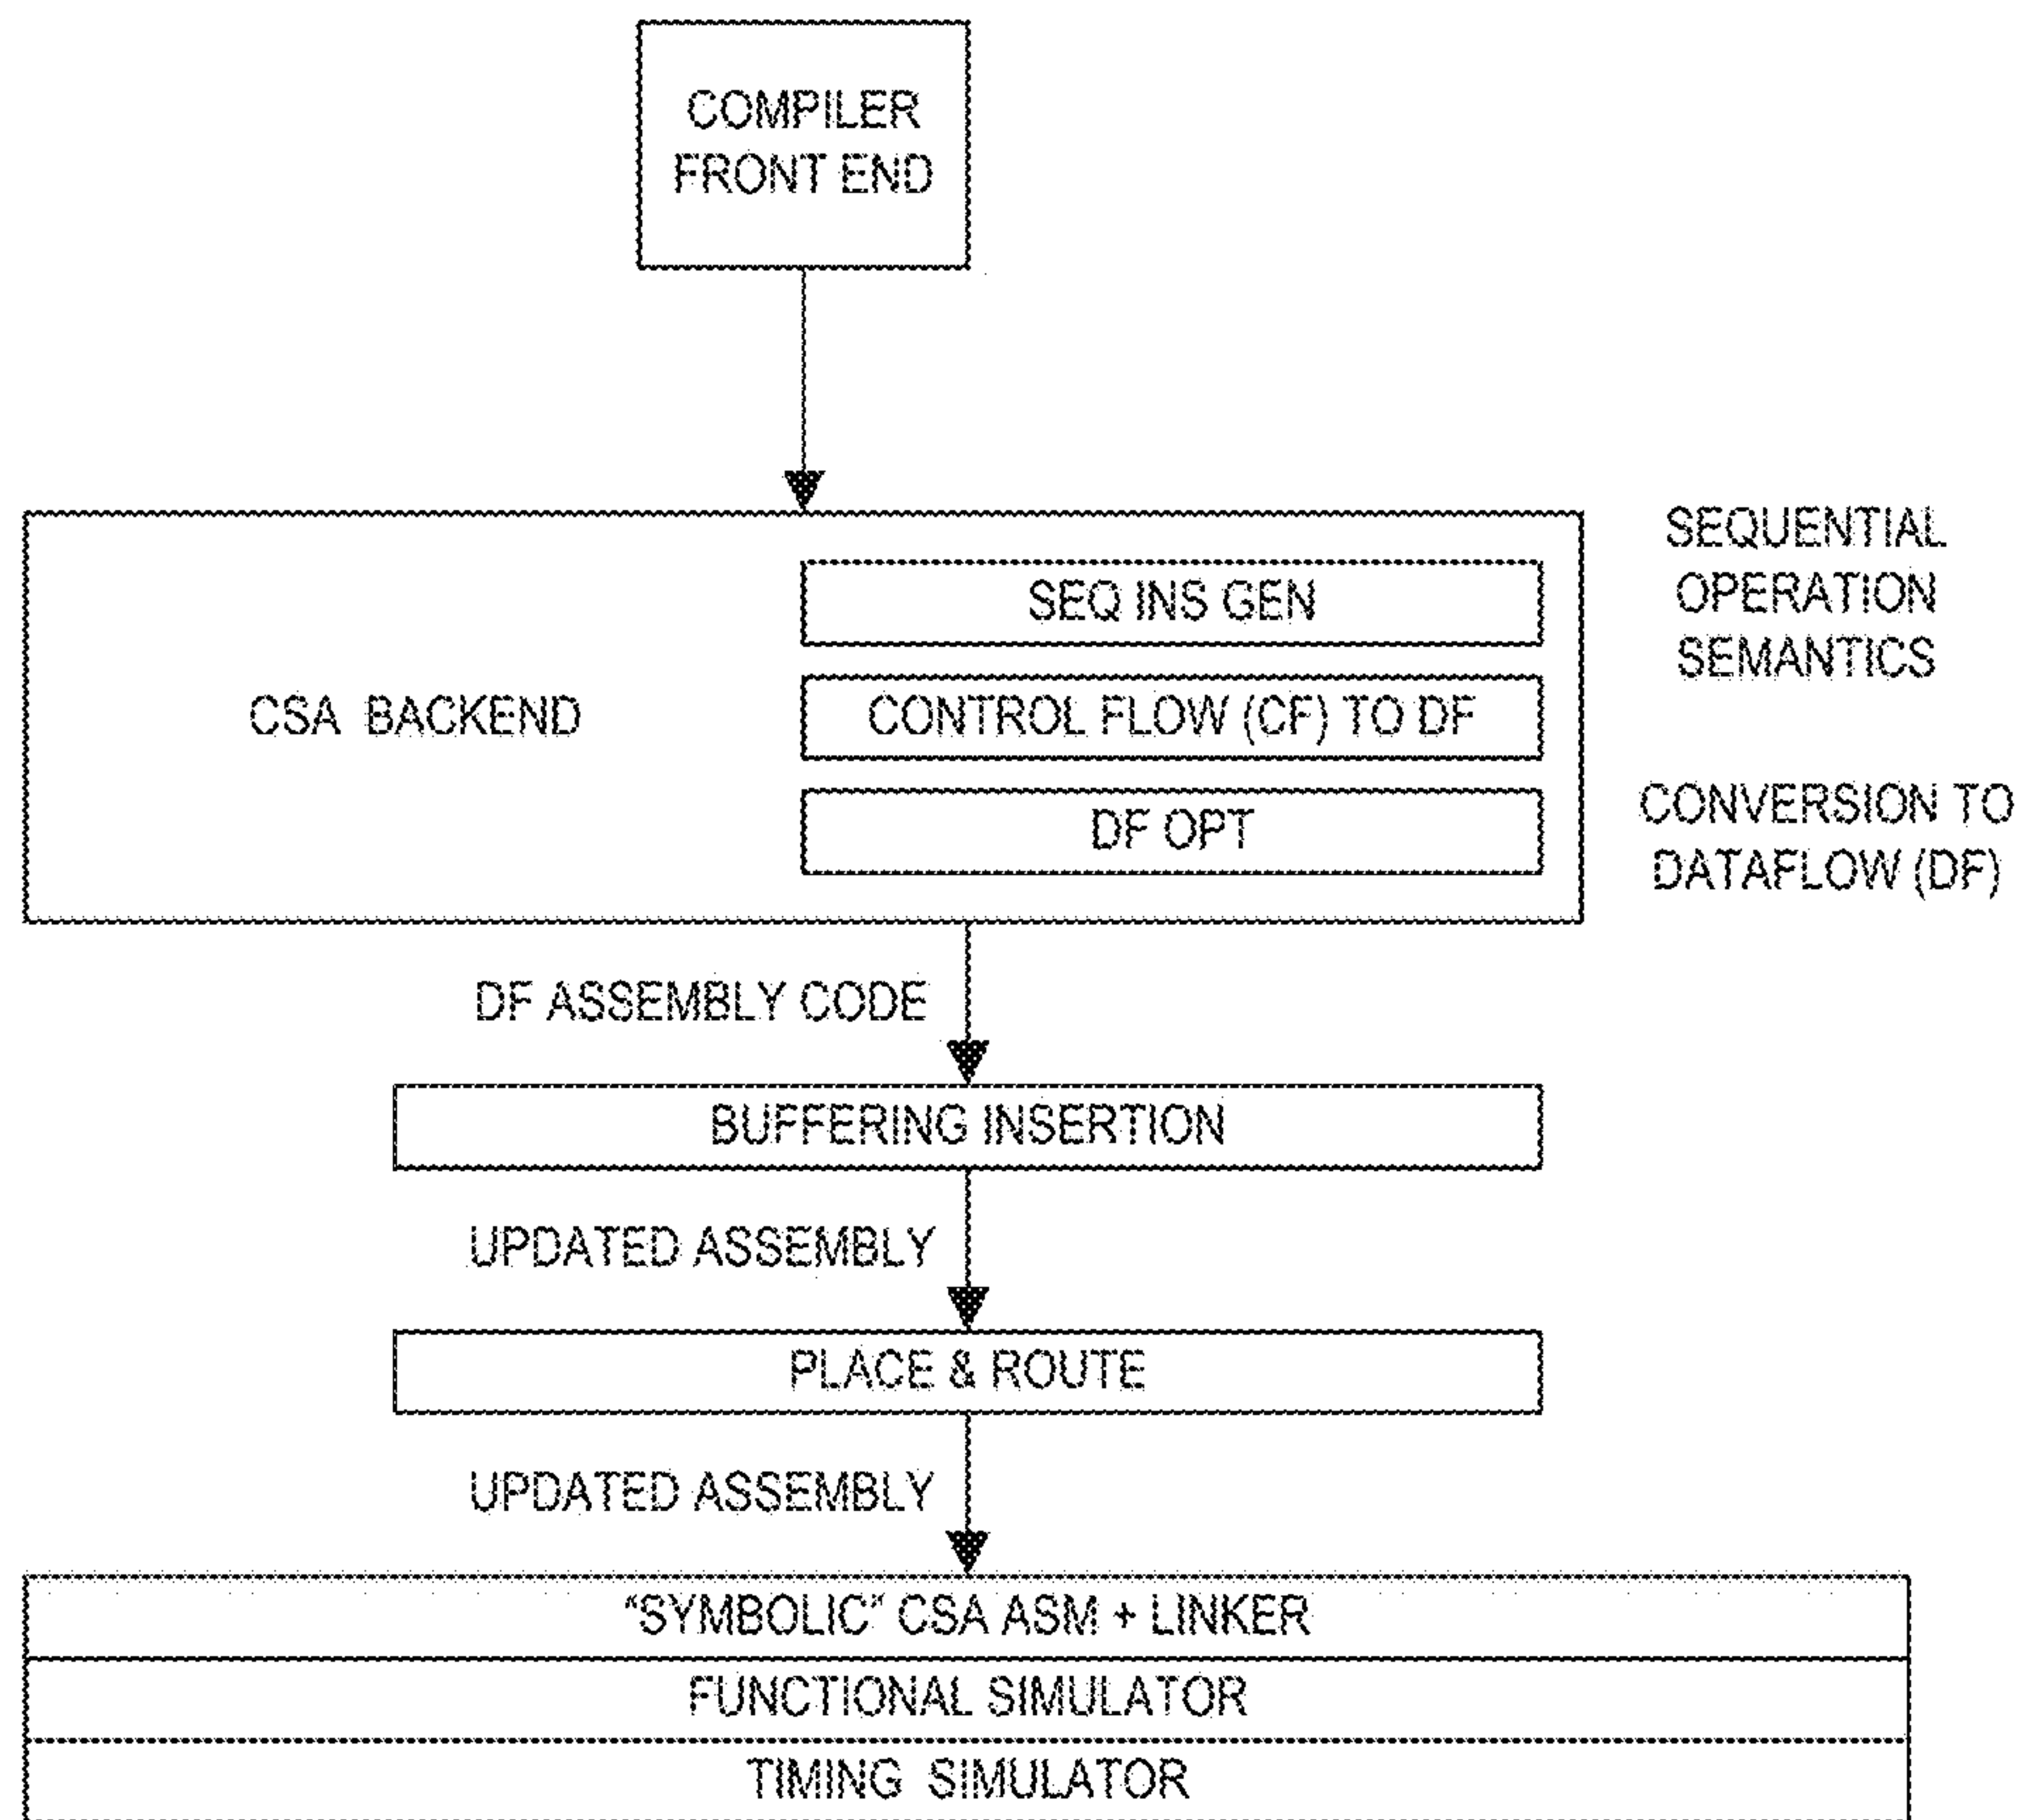 COMPILER
FRONT END
SEQUENTIAL
OPERATION
SEMANTICS
SEQ INS GEN
CSA BACKEND
CONTROL FLOW (CF) TO DF
DF OPT
CONVERSION TO
DATAFLOW (DF)
DF ASSEMBLY CODE
BUFFERING INSERTION
UPDATED ASSEMBLY
PLACE & ROUTE
UPDATED ASSEMBLY
“SYMBOLIC” CSA ASM + LINKER
FUNCTIONAL SIMULATOR
TIMING SIMULATOR